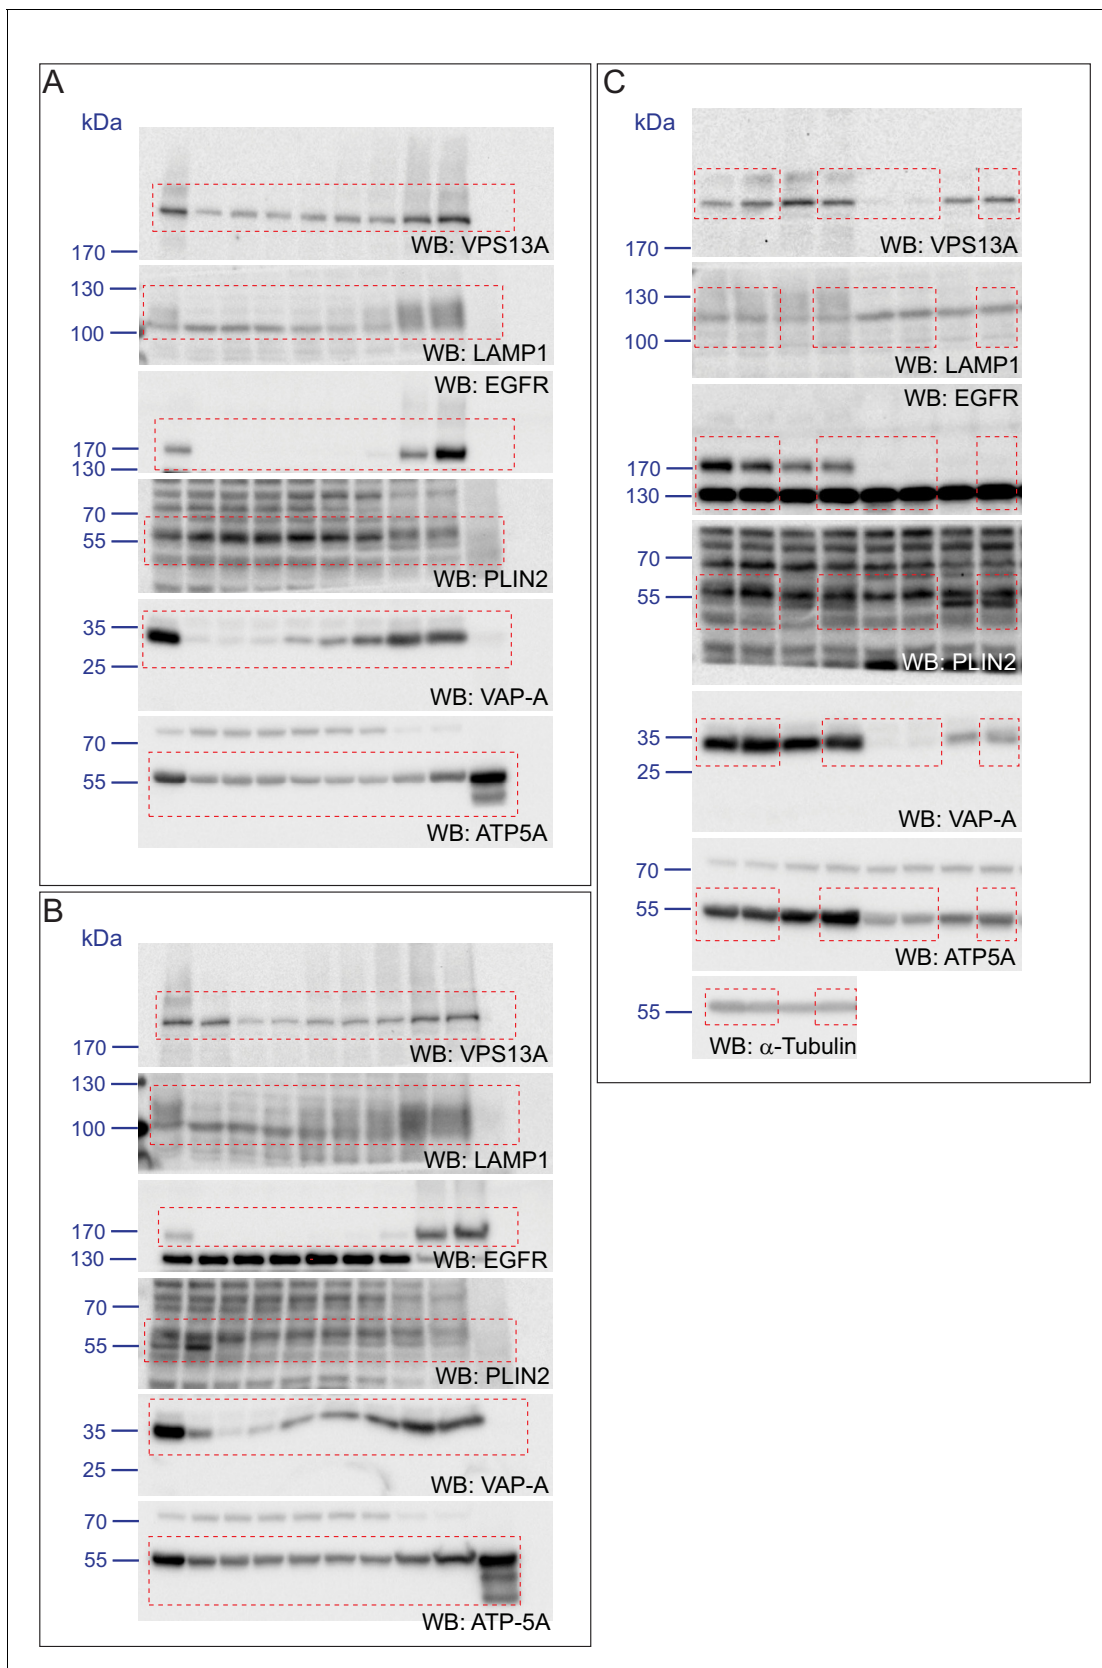 A
kDa
170
WB: VPS13A
130
100
WB: LAMP1
WB: EGFR
170
130
70
55
WB: PLIN2
35
25
WB: VAP-A
70
55
WB: ATP5A
B
kDa
170
WB: VPS13A
130
100
WB: LAMP1
170
130
WB: EGFR
70
55
WB: PLIN2
35
25
WB: VAP-A
70
55
WB: ATP-5A
C
kDa
170
WB: VPS13A
130
100
WB: LAMP1
WB: EGFR
170
130
70
55
WB: PLIN2
35
25
WB: VAP-A
70
55
WB: ATP5A
55
WB: α-Tubulin